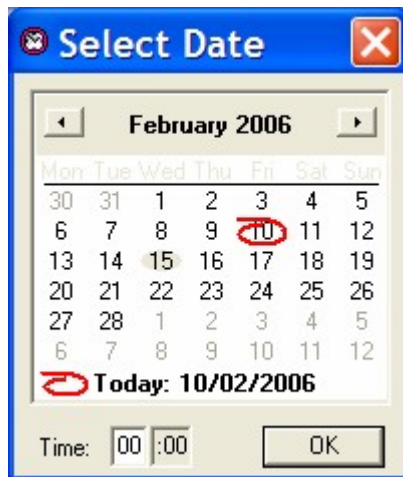 Select Date
February 2006
Mon Tue Wed Thu Fri Sat Sun
30 31 1 2 3 4 5
6 7 8 9 10 11 12
13 14 15 16 17 18 19
20 21 22 23 24 25 26
27 28 1 2 3 4 5
6 7 8 9 10 11 12
Today: 10/02/2006
Time: 00 :00 OK